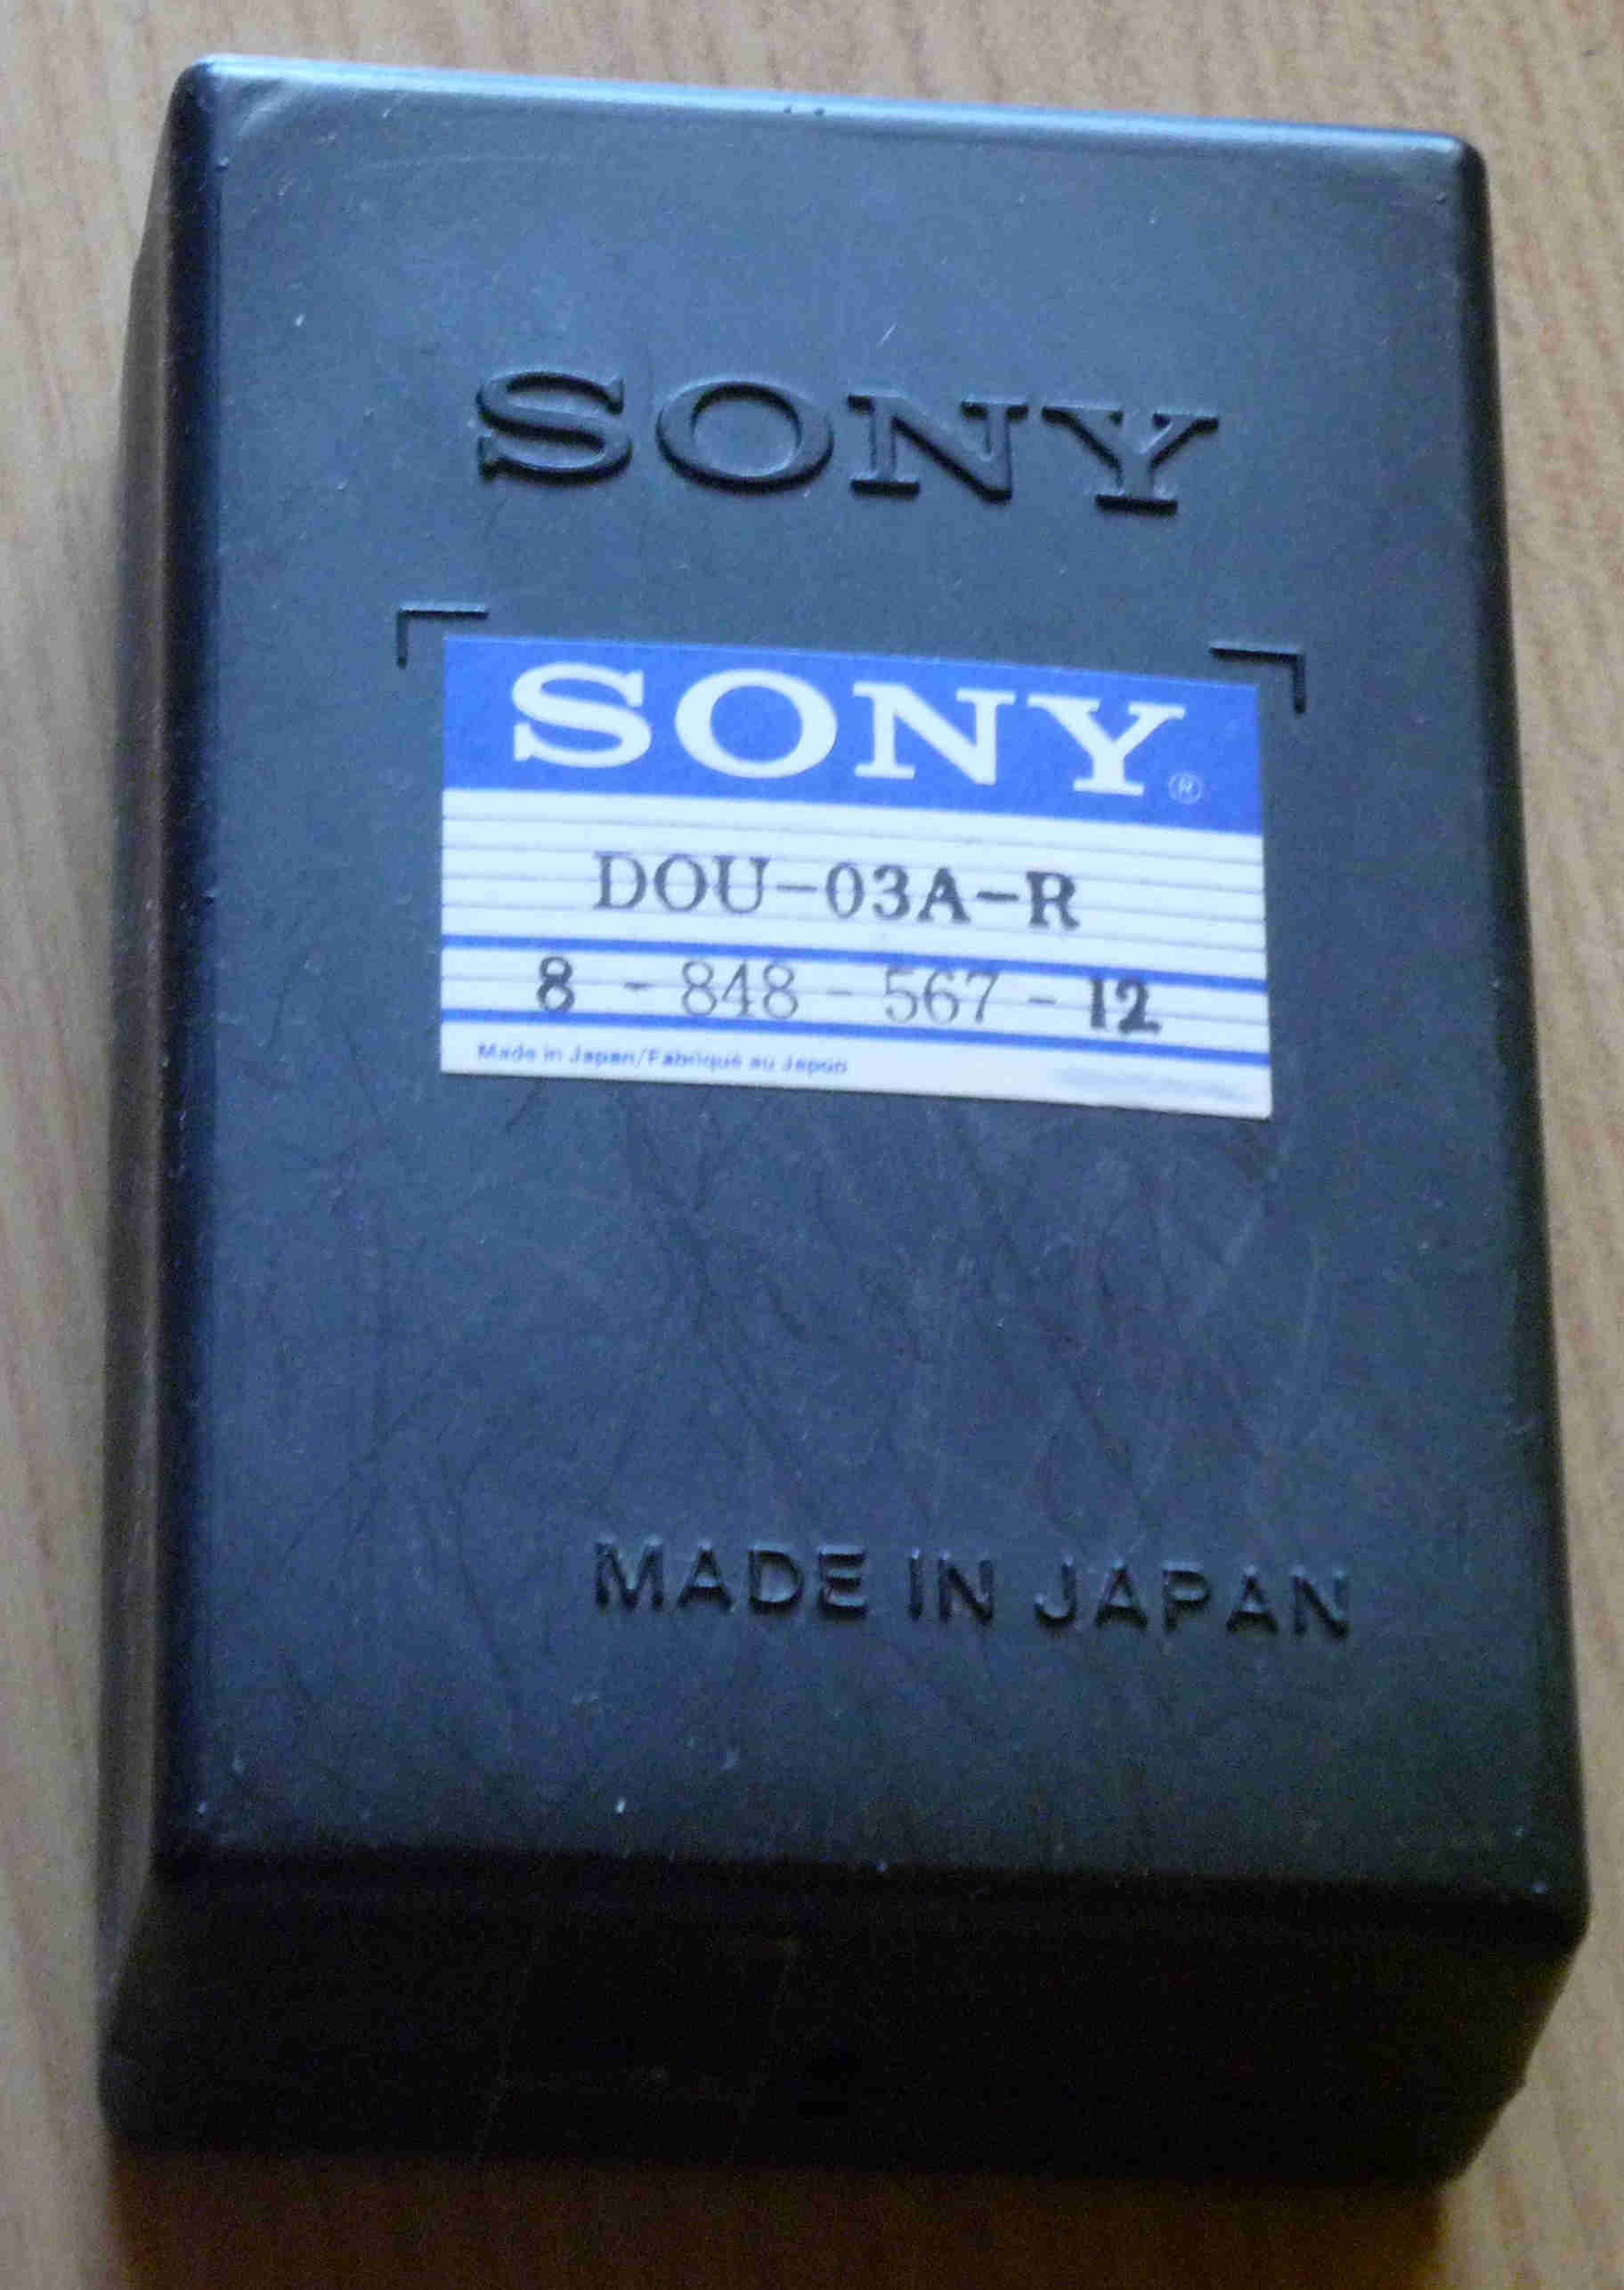 SONY
SONY®
DOU-03A-R
8 - 848 - 567 - 12
Made in Japan/Fabriqué au Japon
MADE IN JAPAN